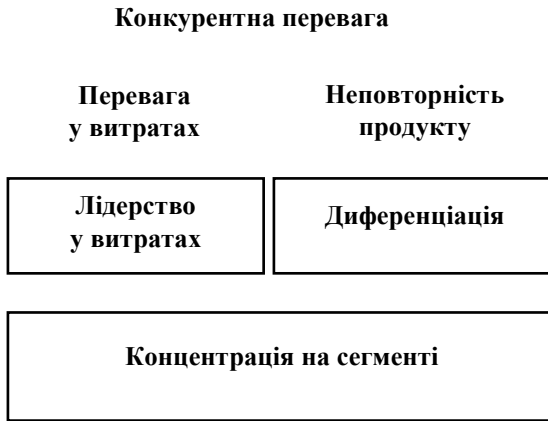 Конкурентна перевага
Перевага
у витратах
Неповторність
продукту
Лідерство
у витратах
Диференціація
Концентрація на сегменті